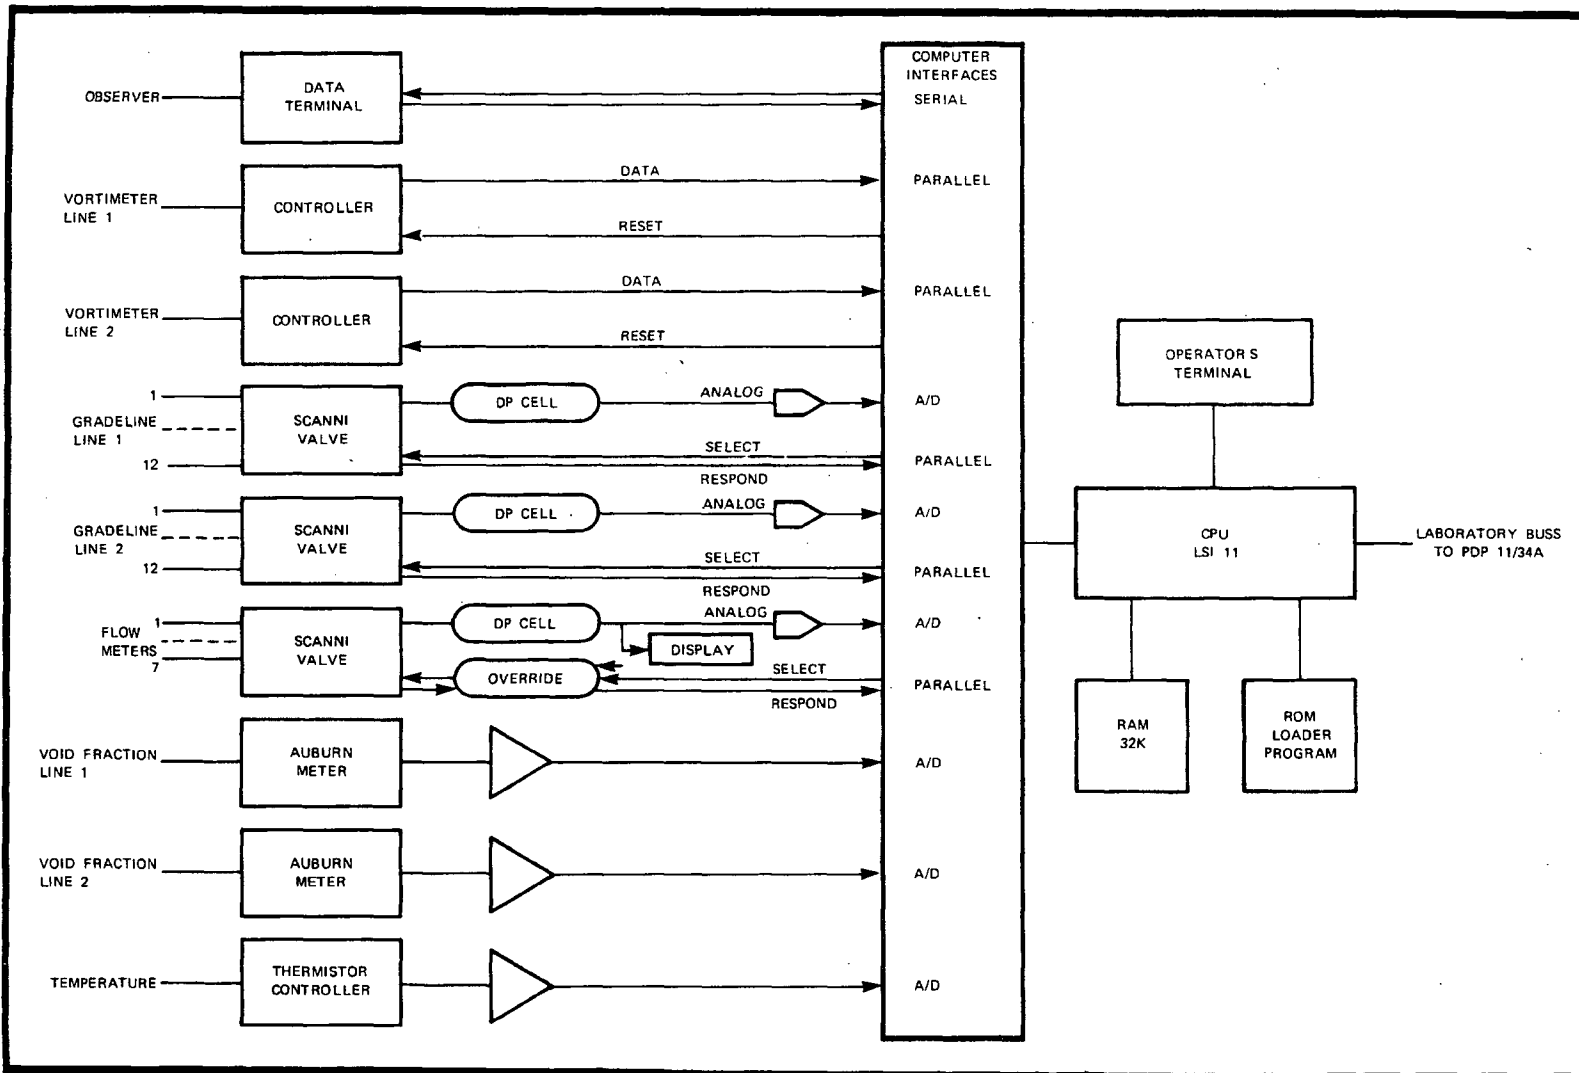 COMPUTER
INTERFACES
OBSERVER
DATA
TERMINAL
SERIAL
VORTIMETER
LINE 1
CONTROLLER
DATA
RESET
PARALLEL
VORTIMETER
LINE 2
CONTROLLER
DATA
RESET
PARALLEL
1
GRADELINE
LINE 1
12
SCANNI
VALVE
DP CELL
ANALOG
A/D
SELECT
RESPOND
PARALLEL
1
GRADELINE
LINE 2
12
SCANNI
VALVE
DP CELL
ANALOG
A/D
SELECT
RESPOND
PARALLEL
1
FLOW
METERS
7
SCANNI
VALVE
DP CELL
ANALOG
A/D
DISPLAY
OVERRIDE
SELECT
RESPOND
PARALLEL
VOID FRACTION
LINE 1
AUBURN
METER
A/D
VOID FRACTION
LINE 2
AUBURN
METER
A/D
TEMPERATURE
THERMISTOR
CONTROLLER
A/D
OPERATOR S
TERMINAL
CPU
LSI 11
LABORATORY BUSS
TO PDP 11/34A
RAM
32K
ROM
LOADER
PROGRAM